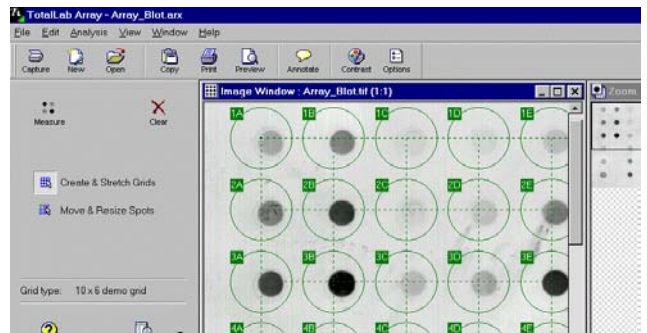 TotalLab Array - Array_Blot.arx
File Edit Analysis View Window Help
Capture New Open Copy Print Preview Annotate Contrast Options
Measure Clear
Create & Stretch Grids
Move & Resize Spots
Grid type: 10 x 6 demo grid
Image Window : Array_Blot.tif (1:1)
Zoom
1A 1B 1C 1D 1E
2A 2B 2C 2D 2E
3A 3B 3C 3D 3E
4A 4B 4C 4D 4E